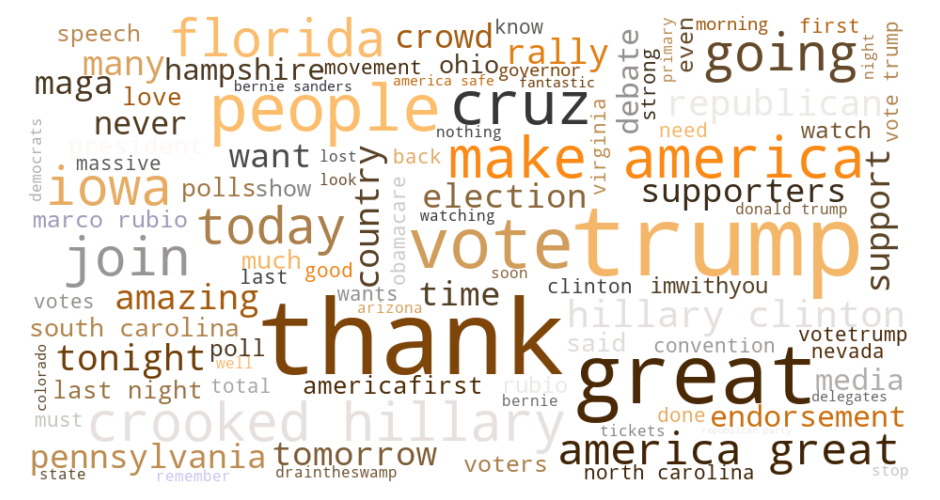 speech
florida
crowd
know
rally
even
primary
morning
first
going
night
vote trump
many
hampshire
movement
ohio
governor
debate
strong
maga
love
bernie sanders
america safe
fantastic
people
cruz
republican
never
nothing
virginia
need
watch
democrats
president
massive
want
lost
back
make america
iowa
polls
show
look
country
obamacare
election
supporters
support
marco rubio
today
watching
vote
trump
donald trump
join
much
good
last
soon
votes
amazing
wants
arizona
time
clinton
imwithyou
thank
hillary clinton
south carolina
said
convention
votetrump
nevada
colorado
tonight
poll
well
great
media
last night
total
americafirst
rubio
bernie
delegates
must
crooked hillary
done
endorsement
tickets
republican party
pennsylvania
tomorrow
voters
america great
state
remember
draintheswamp
north carolina
stop